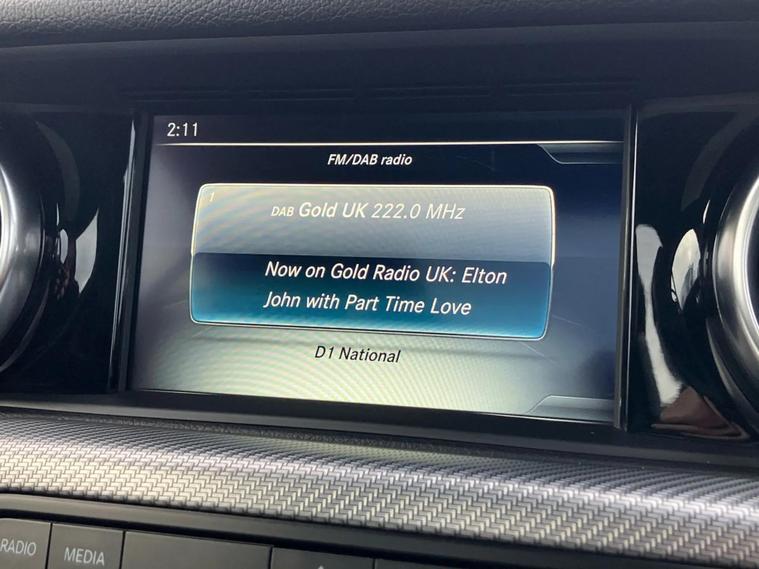 2:11
FM/DAB radio
1
DAB Gold UK 222.0 MHz
Now on Gold Radio UK: Elton
John with Part Time Love
D1 National
RADIO
MEDIA